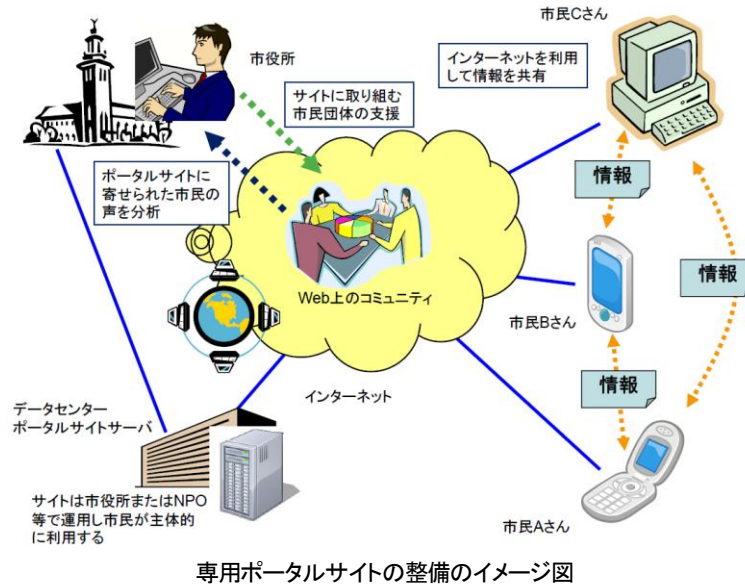 市民Cさん
市役所
インターネットを利用
して情報を共有
サイトに取り組む
市民団体の支援
ポータルサイトに
寄せられた市民の
声を分析
情報
情報
Web上のコミュニティ
市民Bさん
情報
インターネット
データセンター
ポータルサイトサーバ
サイトは市役所またはNPO
等で運用し市民が主体的
に利用する
市民Aさん
専用ポータルサイトの整備のイメージ図